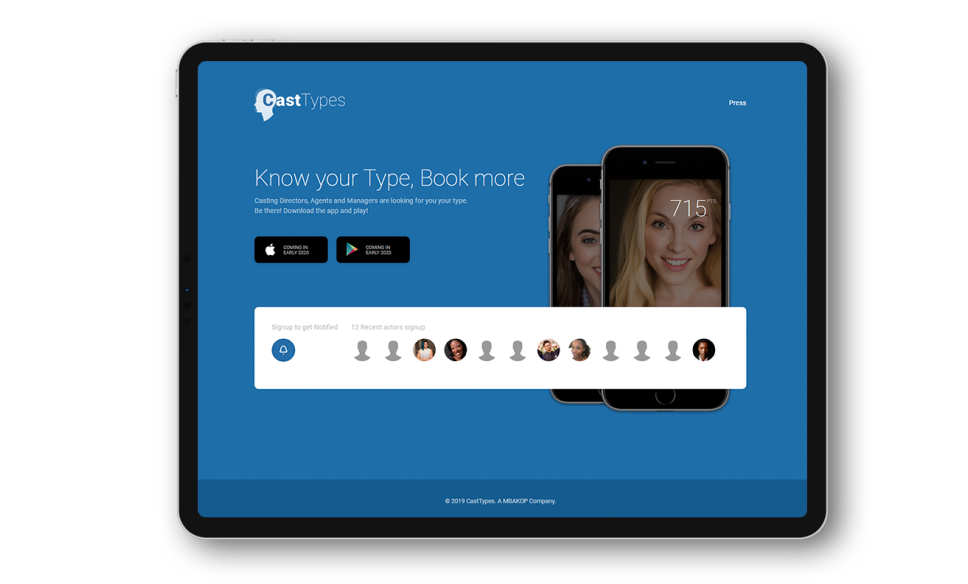 CastTypes
Press
Know your Type, Book more
Casting Directors, Agents and Managers are looking for you your type.
Be there! Download the app and play!
COMING IN
EARLY 2020
COMING IN
EARLY 2020
715 PTS
Signup to get Notified
12 Recent actors signup
© 2019 CastTypes. A MBAKOP Company.